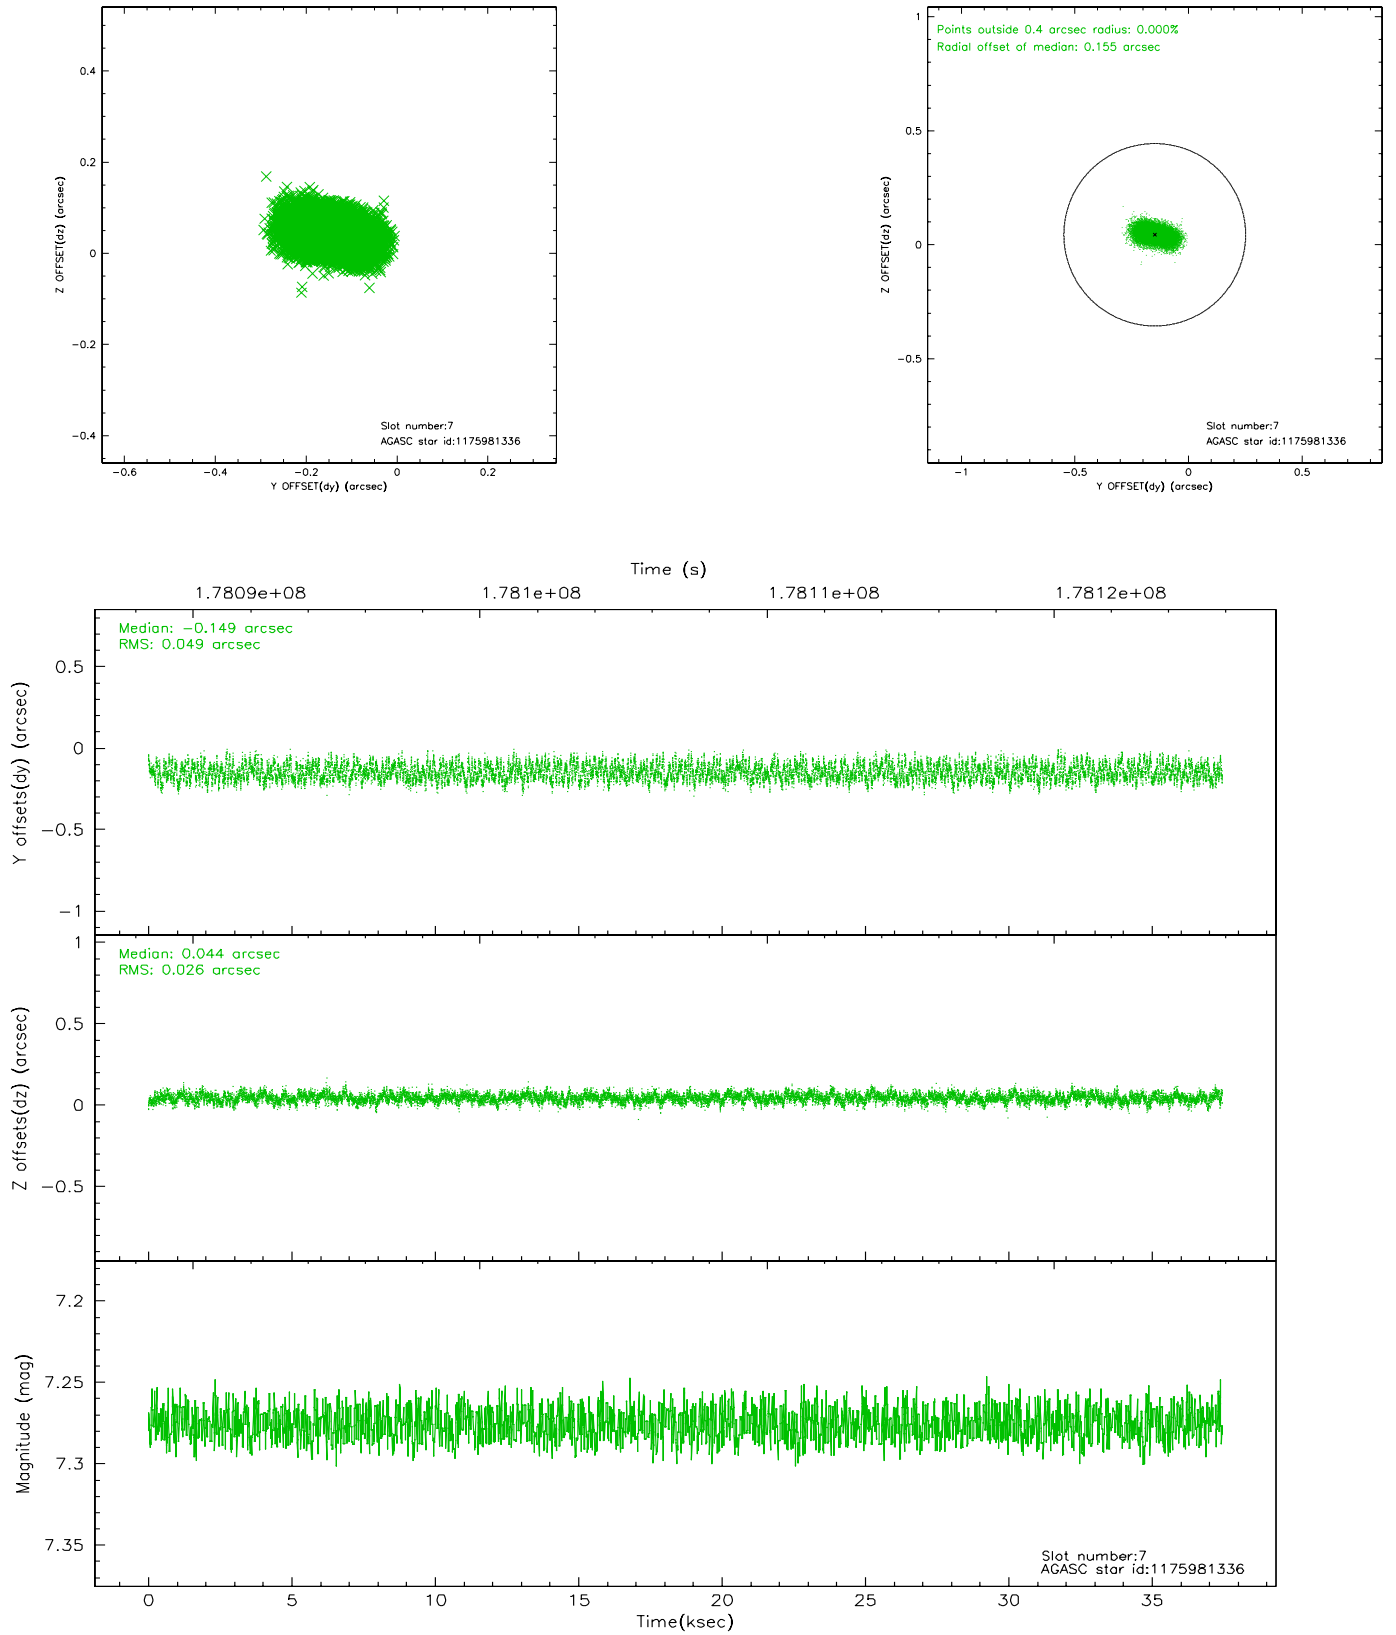 0.4
0.2
0
−0.2
−0.4
Z OFFSET(dz) (arcsec)
Slot number:7
AGASC star id:1175981336
−0.6
−0.4
−0.2
0
0.2
Y OFFSET(dy) (arcsec)
Points outside 0.4 arcsec radius: 0.000%
Radial offset of median: 0.155 arcsec
1
0.5
0
−0.5
Z OFFSET(dz) (arcsec)
Slot number:7
AGASC star id:1175981336
−1
−0.5
0
0.5
Y OFFSET(dy) (arcsec)
Time (s)
1.7809e+08
1.781e+08
1.7811e+08
1.7812e+08
Median: −0.149 arcsec
RMS: 0.049 arcsec
0.5
0
−0.5
−1
Y offsets(dy) (arcsec)
Median: 0.044 arcsec
RMS: 0.026 arcsec
1
0.5
0
−0.5
Z offsets(dz) (arcsec)
7.2
7.25
7.3
7.35
Magnitude (mag)
Slot number:7
AGASC star id:1175981336
0
5
10
15
20
25
30
35
Time(ksec)